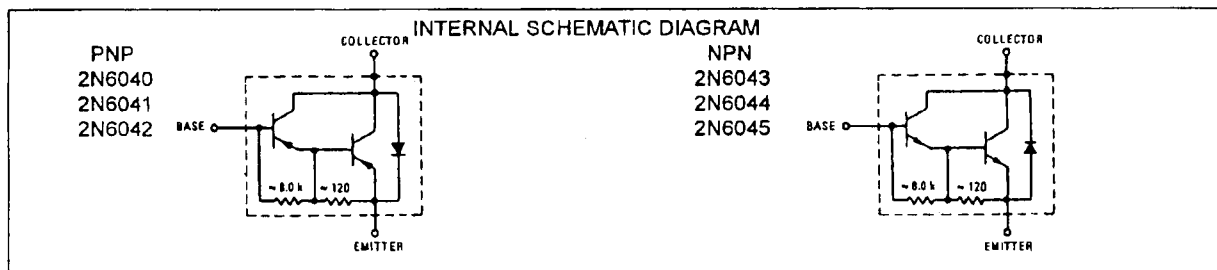 INTERNAL SCHEMATIC DIAGRAM
PNP
2N6040
2N6041
2N6042
COLLECTOR
BASE
~ 8.0 k
~ 120
EMITTER
NPN
2N6043
2N6044
2N6045
COLLECTOR
BASE
~ 8.0 k
~ 120
EMITTER